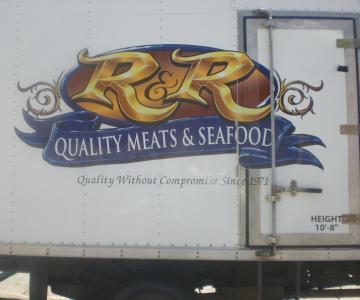 R&R
QUALITY MEATS & SEAFOOD
Quality Without Compromise Since 1971
HEIGHT
10'-8"